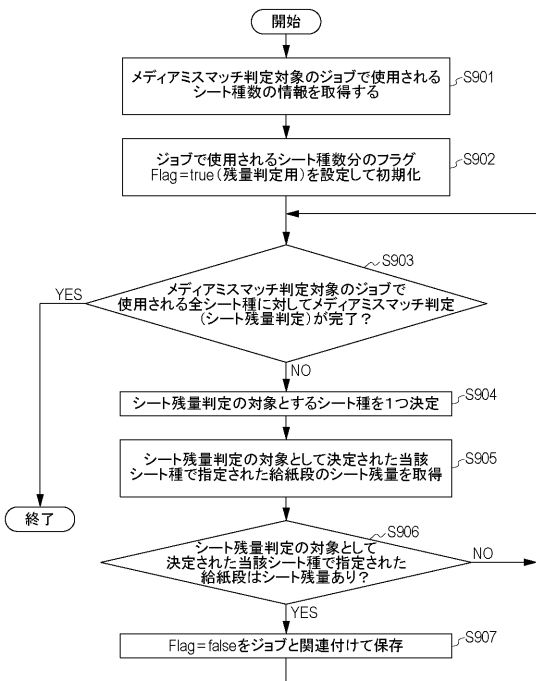 開始
メディアミスマッチ判定対象のジョブで使用される
シート種数の情報を取得する
S901
ジョブで使用されるシート種数分のフラグ
Flag=true(残量判定用)を設定して初期化
S902
S903
メディアミスマッチ判定対象のジョブで
使用される全シート種に対してメディアミスマッチ判定
(シート残量判定)が完了?
YES
NO
シート残量判定の対象とするシート種を1つ決定
S904
シート残量判定の対象として決定された当該
シート種で指定された給紙段のシート残量を取得
S905
終了
S906
シート残量判定の対象として
決定された当該シート種で指定された
給紙段はシート残量あり?
NO
YES
Flag=falseをジョブと関連付けて保存
S907